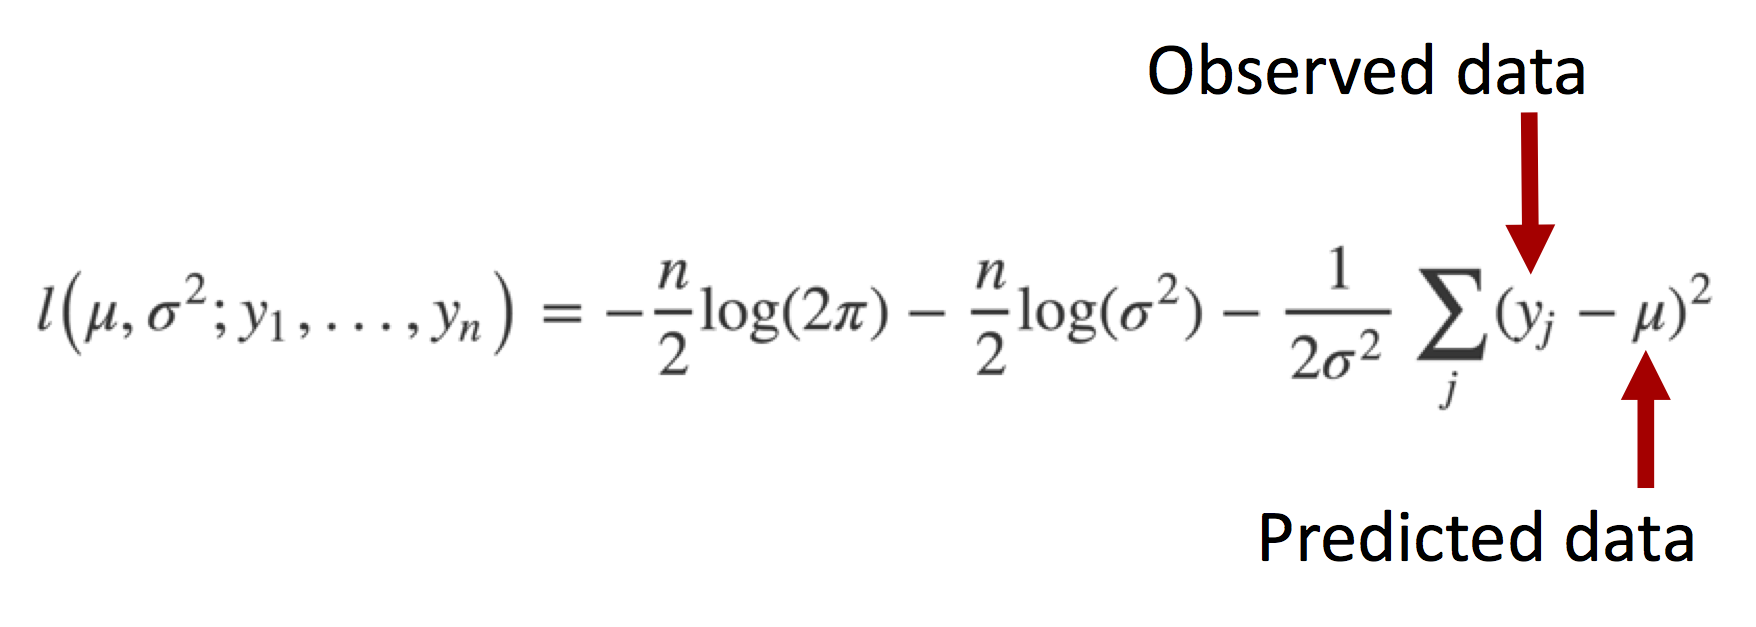 Observed data
l(μ, σ²; y₁, . . . , yₙ) = −n/2 log(2π) − n/2 log(σ²) − 1/2σ² ∑ⱼ (yⱼ − μ)²
Predicted data